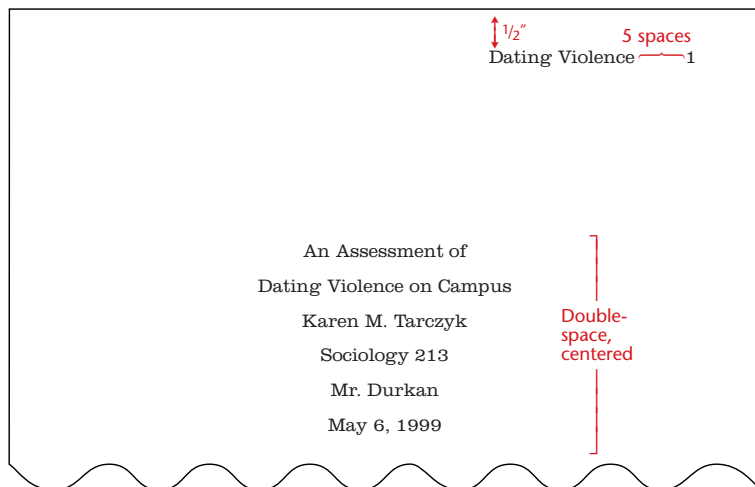 1/2"
5 spaces
Dating Violence 1
An Assessment of
Dating Violence on Campus
Karen M. Tarczyk
Sociology 213
Mr. Durkan
May 6, 1999
Double-
space,
centered